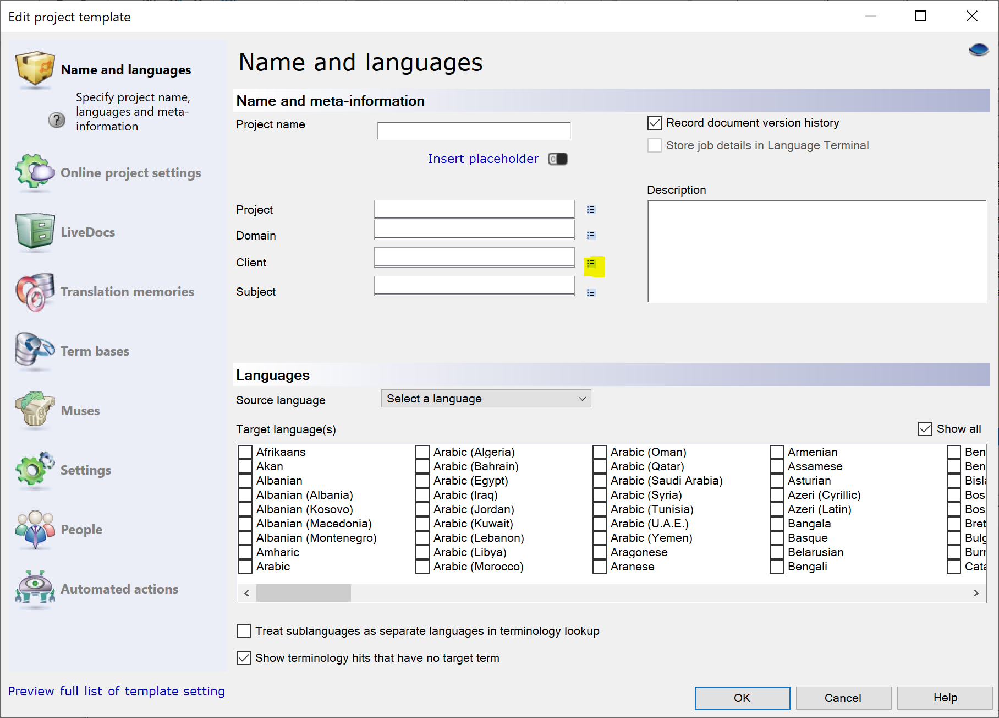 Edit project template
Name and languages
Specify project name,
languages and meta-
information
Online project settings
LiveDocs
Translation memories
Term bases
Muses
Settings
People
Automated actions
Preview full list of template setting
Name and languages
Name and meta-information
Project name
Insert placeholder
Record document version history
Store job details in Language Terminal
Project
Domain
Client
Subject
Description
Languages
Source language
Select a language
Target language(s)
Show all
Afrikaans
Akan
Albanian
Albanian (Albania)
Albanian (Kosovo)
Albanian (Macedonia)
Albanian (Montenegro)
Amharic
Arabic
Arabic (Algeria)
Arabic (Bahrain)
Arabic (Egypt)
Arabic (Iraq)
Arabic (Jordan)
Arabic (Kuwait)
Arabic (Lebanon)
Arabic (Libya)
Arabic (Morocco)
Arabic (Oman)
Arabic (Qatar)
Arabic (Saudi Arabia)
Arabic (Syria)
Arabic (Tunisia)
Arabic (U.A.E.)
Arabic (Yemen)
Aragonese
Aranese
Armenian
Assamese
Asturian
Azeri (Cyrillic)
Azeri (Latin)
Bangala
Basque
Belarusian
Bengali
Ben
Ben
Bisl
Bos
Bos
Bret
Bulg
Burr
Cata
Treat sublanguages as separate languages in terminology lookup
Show terminology hits that have no target term
OK
Cancel
Help